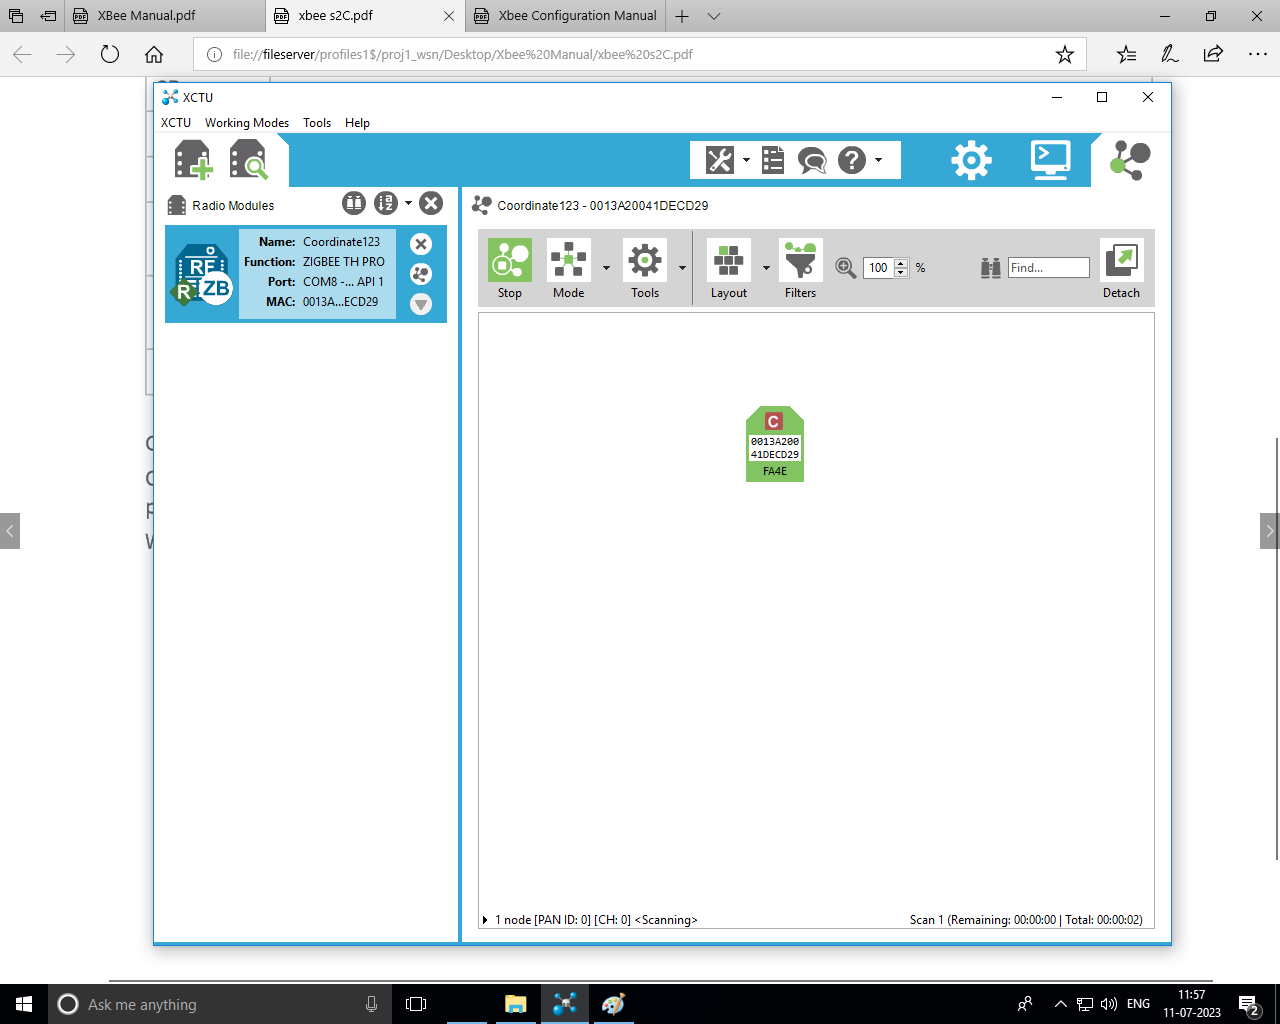 XBee Manual.pdf
xbee s2C.pdf
Xbee Configuration Manual
file://fileserver/profiles1$/proj1_wsn/Desktop/Xbee%20Manual/xbee%20s2C.pdf
XCTU
XCTU Working Modes Tools Help
Radio Modules
Coordinate123 - 0013A20041DECD29
RF
R
ZB
Name: Coordinate123
Function: ZIGBEE TH PRO
Port: COM8 -... API 1
MAC: 0013A...ECD29
Stop
Mode
Tools
Layout
Filters
100 %
Find...
Detach
C
0013A200
41DECD29
FA4E
1 node [PAN ID: 0] [CH: 0] <Scanning>
Scan 1 (Remaining: 00:00:00 | Total: 00:00:02)
Ask me anything
ENG
11:57
11-07-2023
2